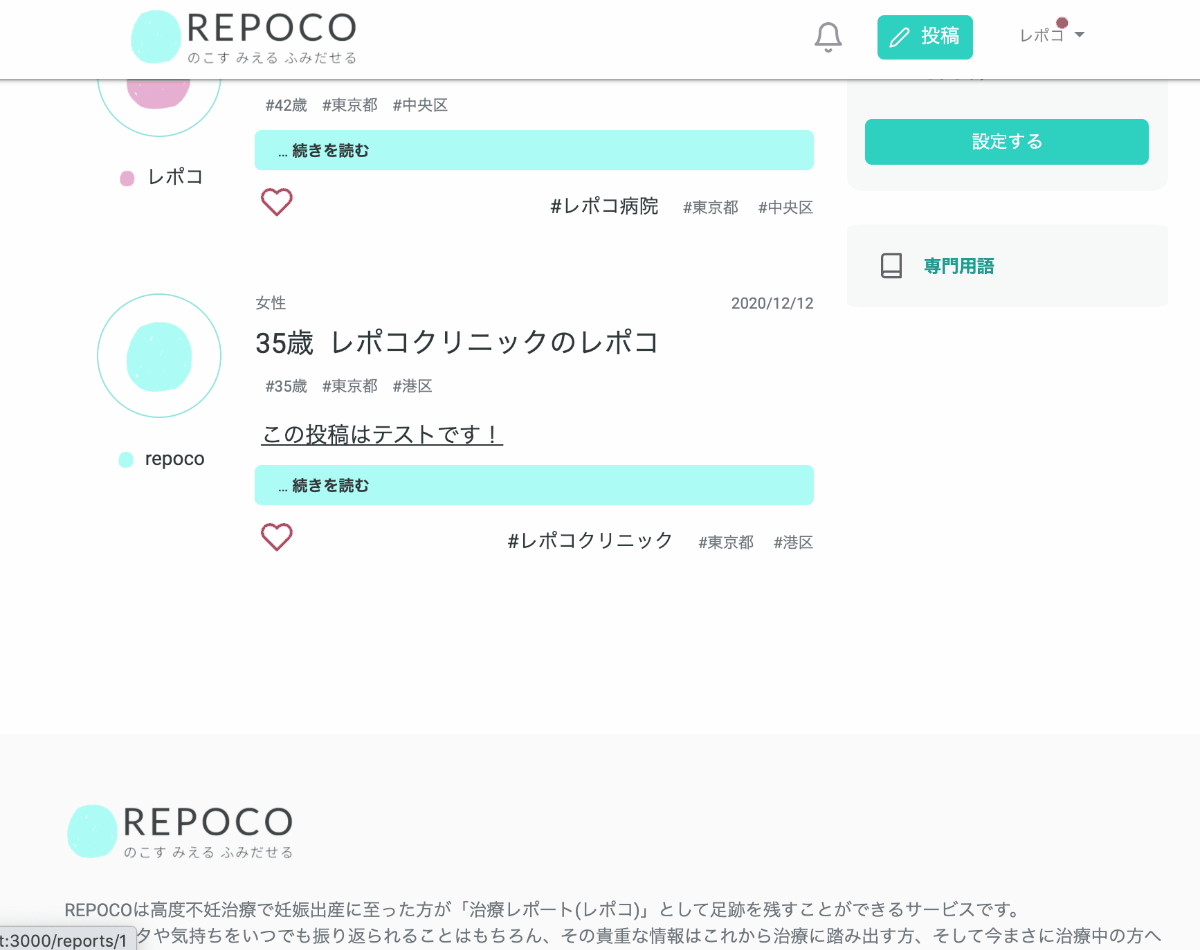 REPOCO
のこす みえる ふみだせる
投稿
レポコ
#42歳 #東京都 #中央区
... 続きを読む
レポコ
#レポコ病院 #東京都 #中央区
設定する
専門用語
女性 2020/12/12
35歳 レポコクリニックのレポコ
#35歳 #東京都 #港区
この投稿はテストです！
repoco
... 続きを読む
#レポコクリニック #東京都 #港区
REPOCO
のこす みえる ふみだせる
REPOCOは高度不妊治療で妊娠出産に至った方が「治療レポート(レポコ)」として足跡を残すことができるサービスです。
タや気持ちをいつでも振り返られることはもちろん、その貴重な情報はこれから治療に踏み出す方、そして今まさに治療中の方へ
t:3000/reports/1